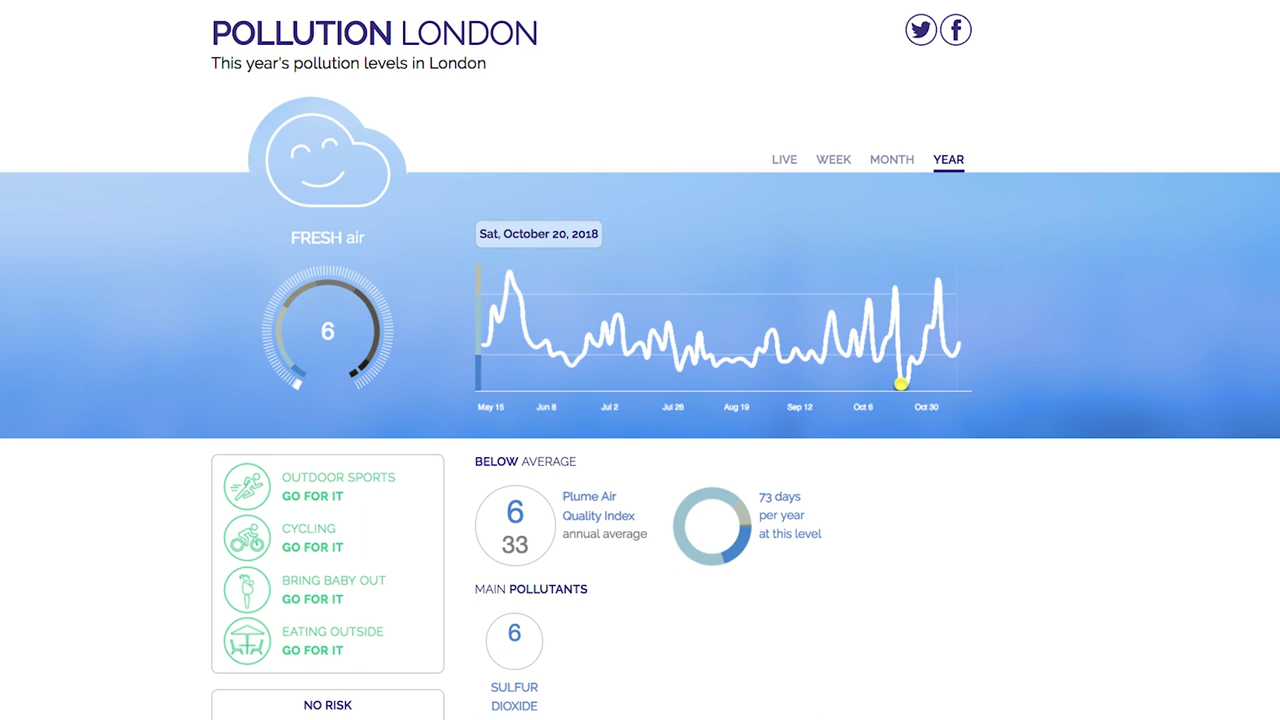 POLLUTION LONDON
This year's pollution levels in London
LIVE WEEK MONTH YEAR
FRESH air
6
Sat, October 20, 2018
May 15 Jun 8 Jul 2 Jul 26 Aug 19 Sep 12 Oct 6 Oct 30
OUTDOOR SPORTS
GO FOR IT
CYCLING
GO FOR IT
BRING BABY OUT
GO FOR IT
EATING OUTSIDE
GO FOR IT
NO RISK
BELOW AVERAGE
6
33
Plume Air
Quality Index
annual average
73 days
per year
at this level
MAIN POLLUTANTS
6
SULFUR
DIOXIDE